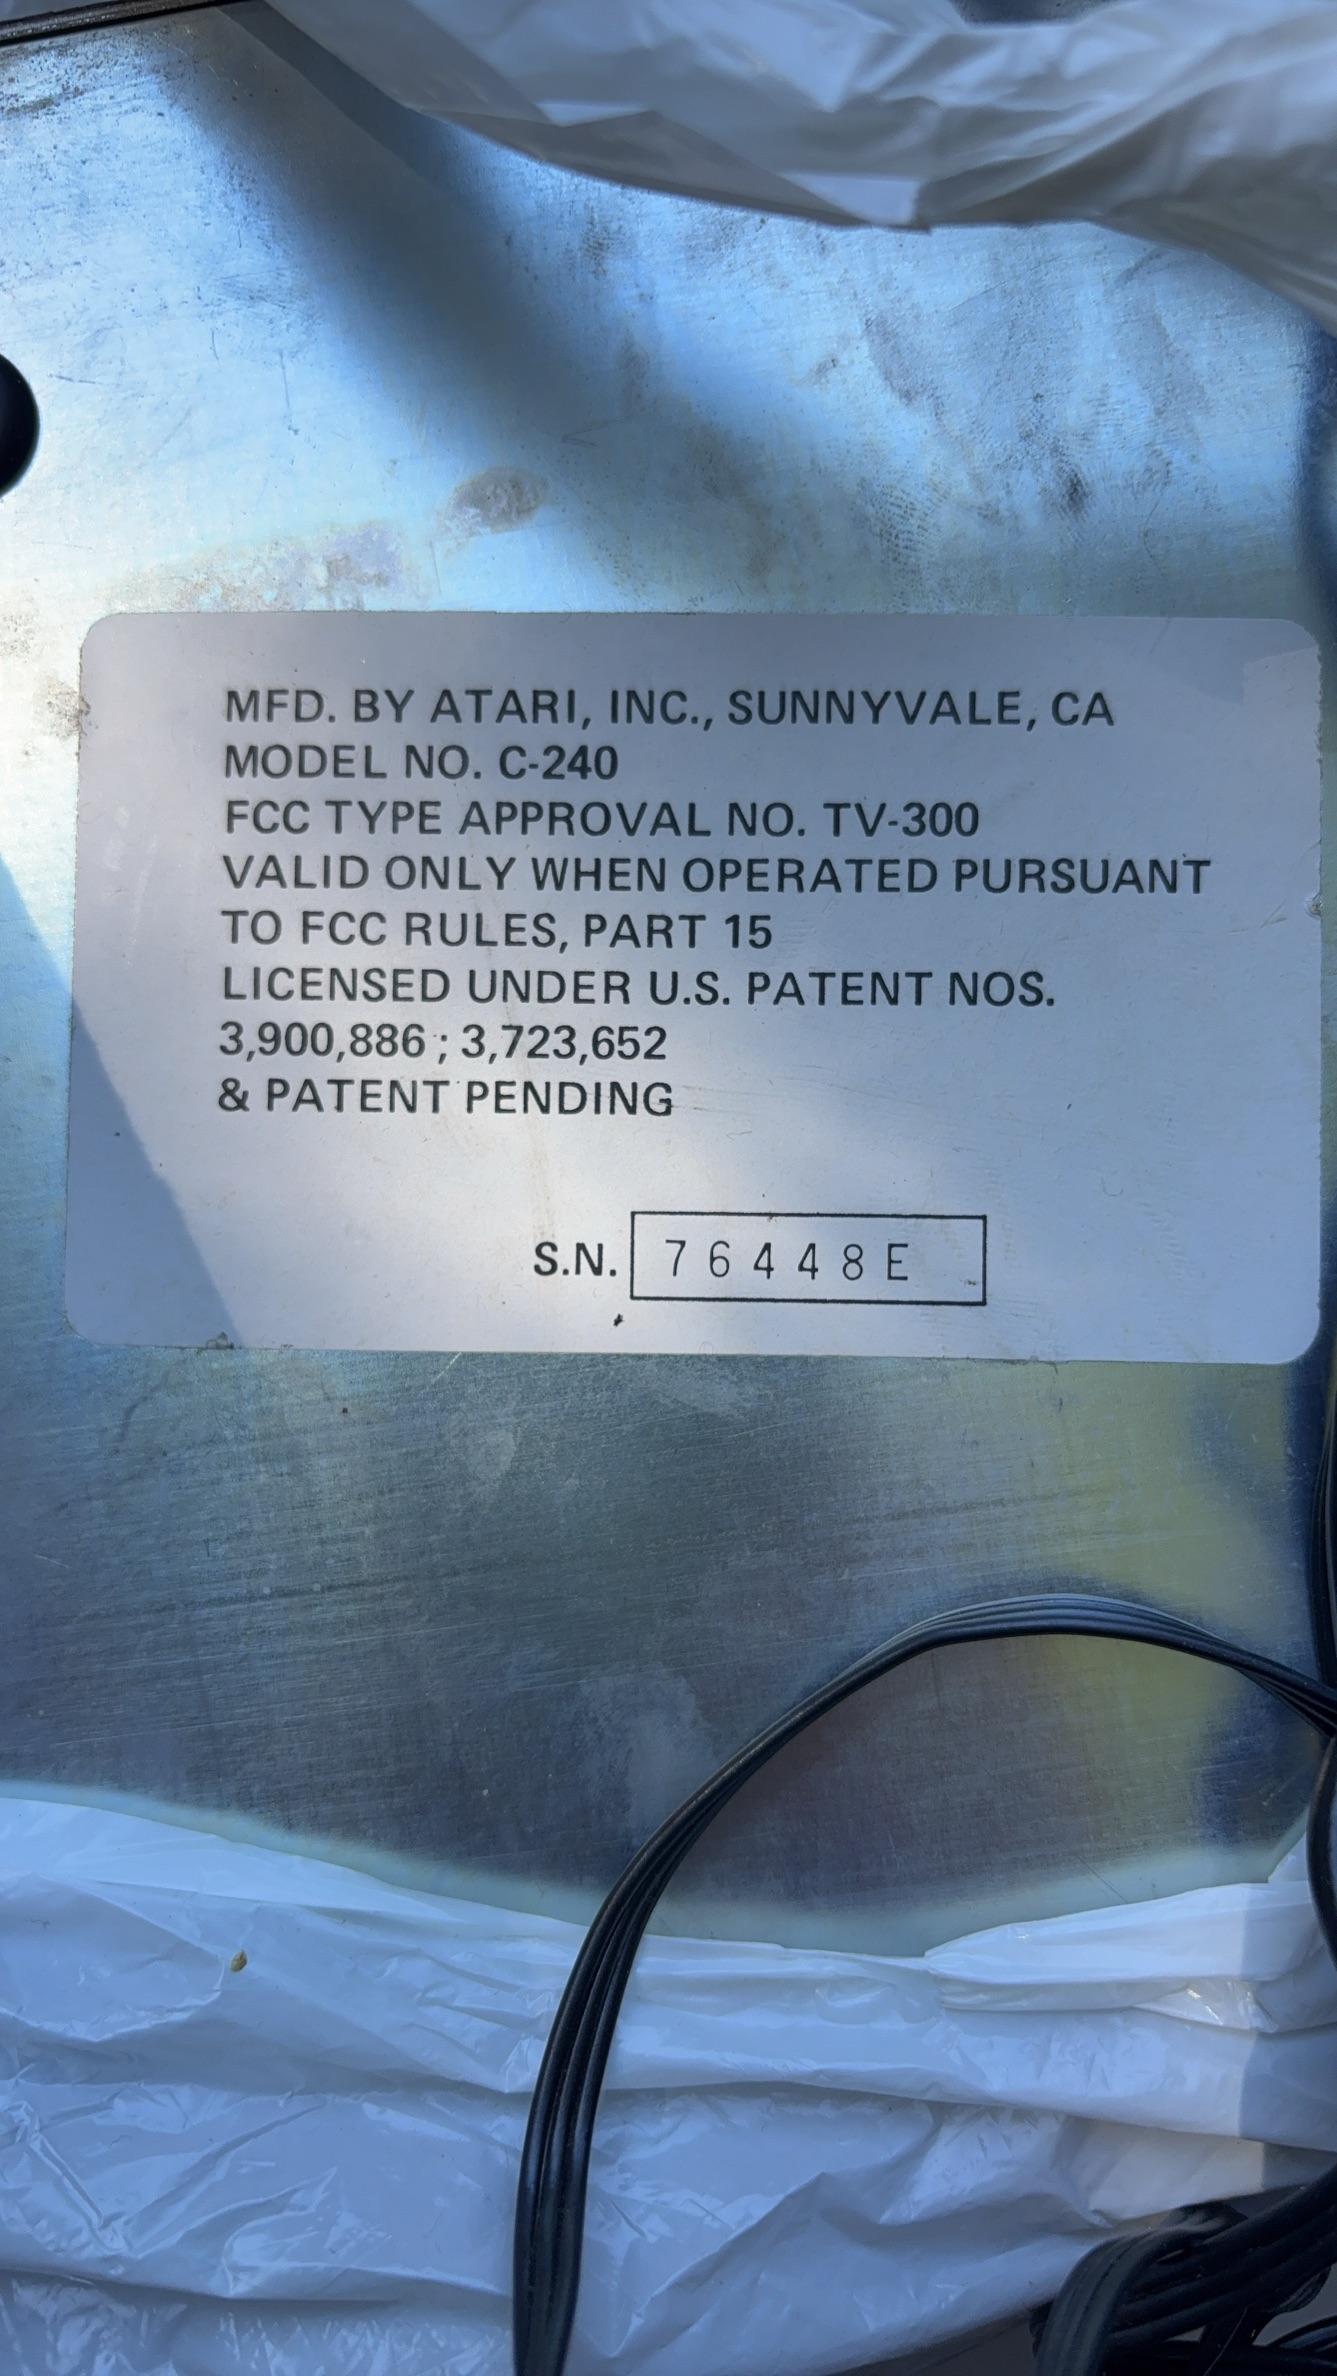 MFD. BY ATARI, INC., SUNNYVALE, CA
MODEL NO. C-240
FCC TYPE APPROVAL NO. TV-300
VALID ONLY WHEN OPERATED PURSUANT
TO FCC RULES, PART 15
LICENSED UNDER U.S. PATENT NOS.
3,900,886 ; 3,723,652
& PATENT PENDING
S.N. 76448E